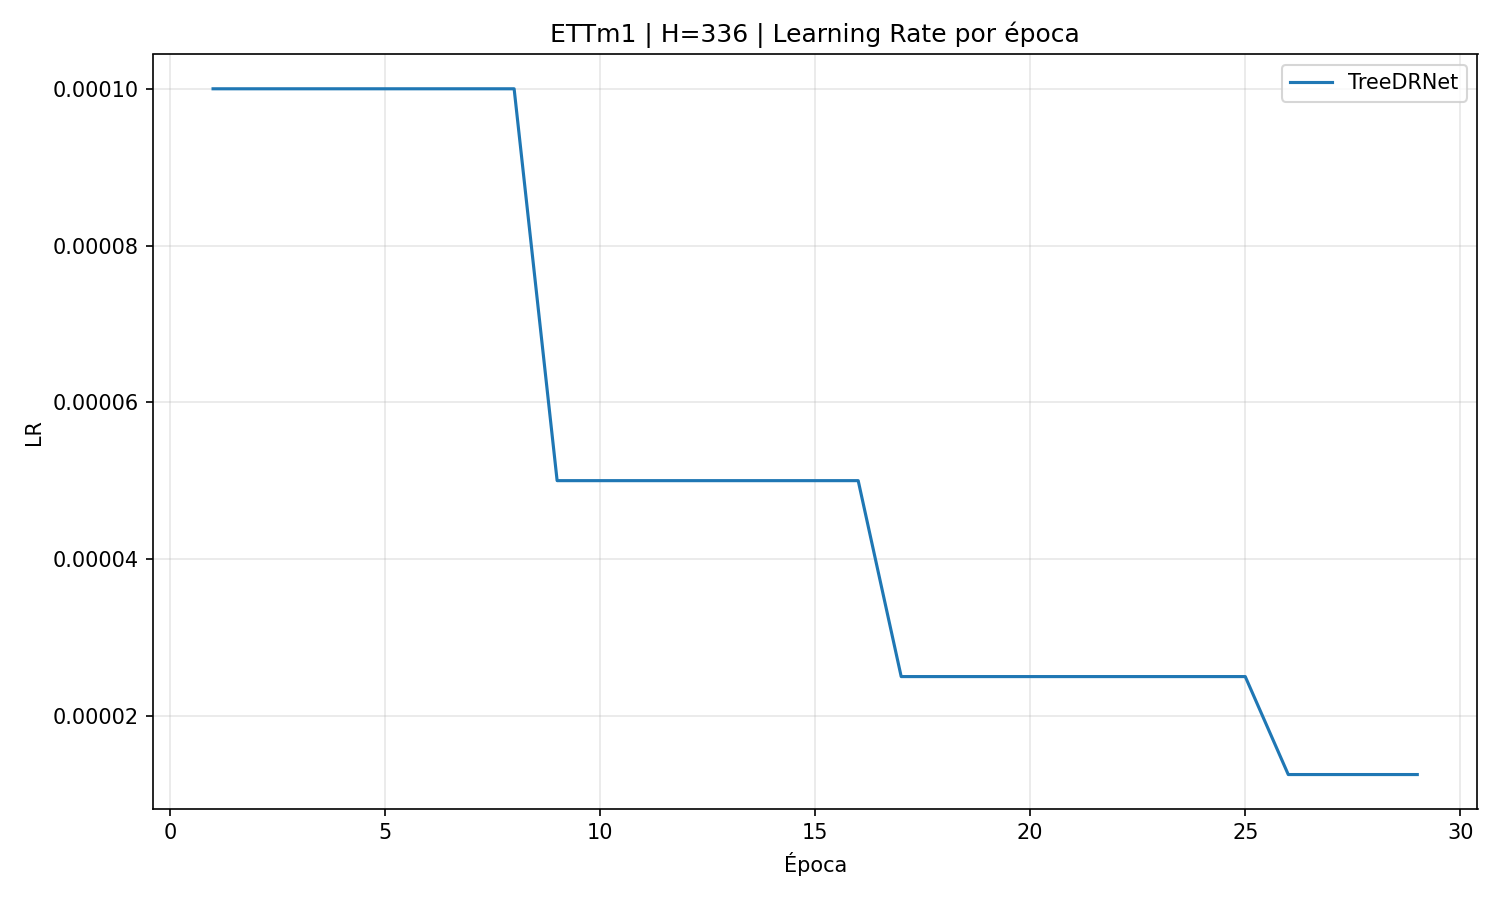 ETTm1 | H=336 | Learning Rate por época
TreeDRNet
0.00010
0.00008
0.00006
0.00004
0.00002
LR
0 5 10 15 20 25 30
Época